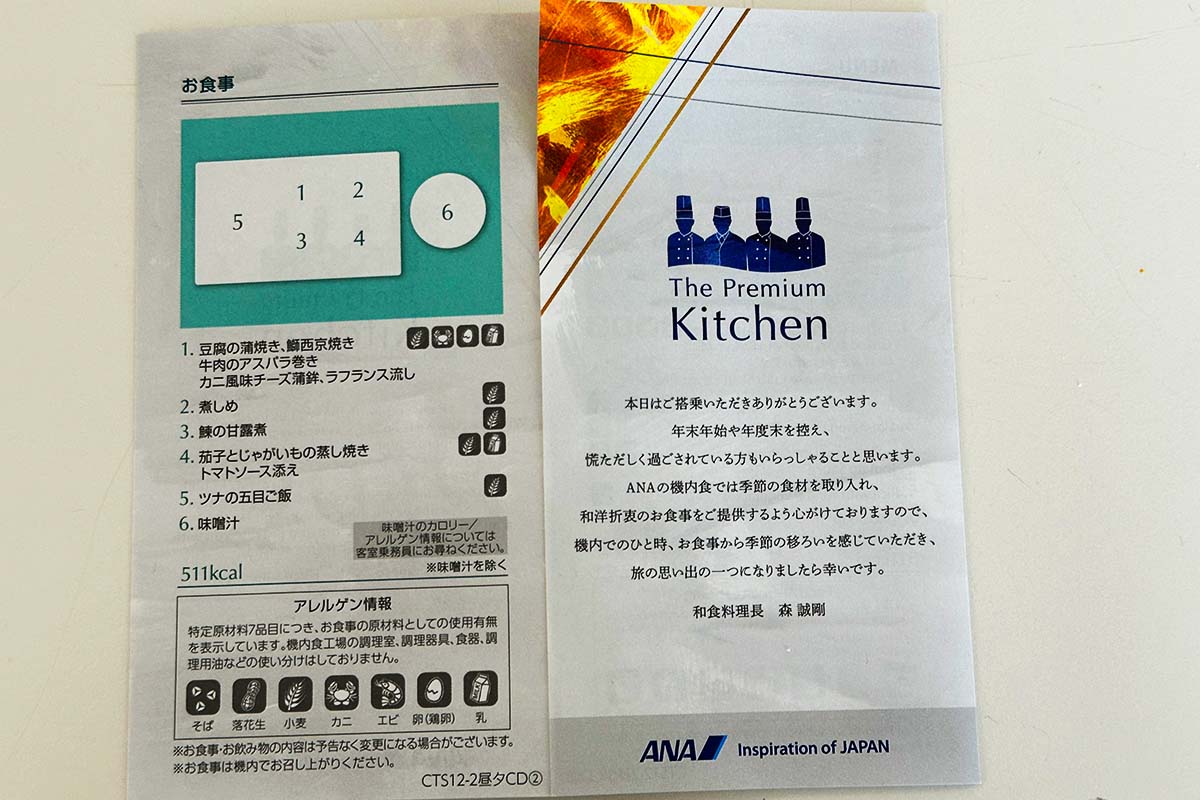 お食事
1
2
3
4
5
6
1. 豆腐の蒲焼き、鰤西京焼き
牛肉のアスパラ巻き
カニ風味チーズ蒲鉾、ラフランス流し
2. 煮しめ
3. 鰊の甘露煮
4. 茄子とじゃがいもの蒸し焼き
トマトソース添え
5. ツナの五目ご飯
6. 味噌汁
味噌汁のカロリー/
アレルゲン情報については
客室乗務員にお尋ねください。
511kcal
※味噌汁を除く
アレルゲン情報
特定原材料7品目につき、お食事の原材料としての使用有無
を表示しています。機内食工場の調理室、調理器具、食器、調
理用油などの使い分けはしておりません。
そば 落花生 小麦 カニ エビ 卵(鶏卵) 乳
※お食事・お飲み物の内容は予告なく変更になる場合がございます。
※お食事は機内でお召し上がりください。
CTS12-2昼夕CD②
The Premium
Kitchen
本日はご搭乗いただきありがとうございます。
年末年始や年度末を控え、
慌ただしく過ごされている方もいらっしゃることと思います。
ANAの機内食では季節の食材を取り入れ、
和洋折衷のお食事をご提供するよう心がけておりますので、
機内でのひと時、お食事から季節の移ろいを感じていただき、
旅の思い出の一つになりましたら幸いです。
和食料理長 森 誠剛
ANA Inspiration of JAPAN